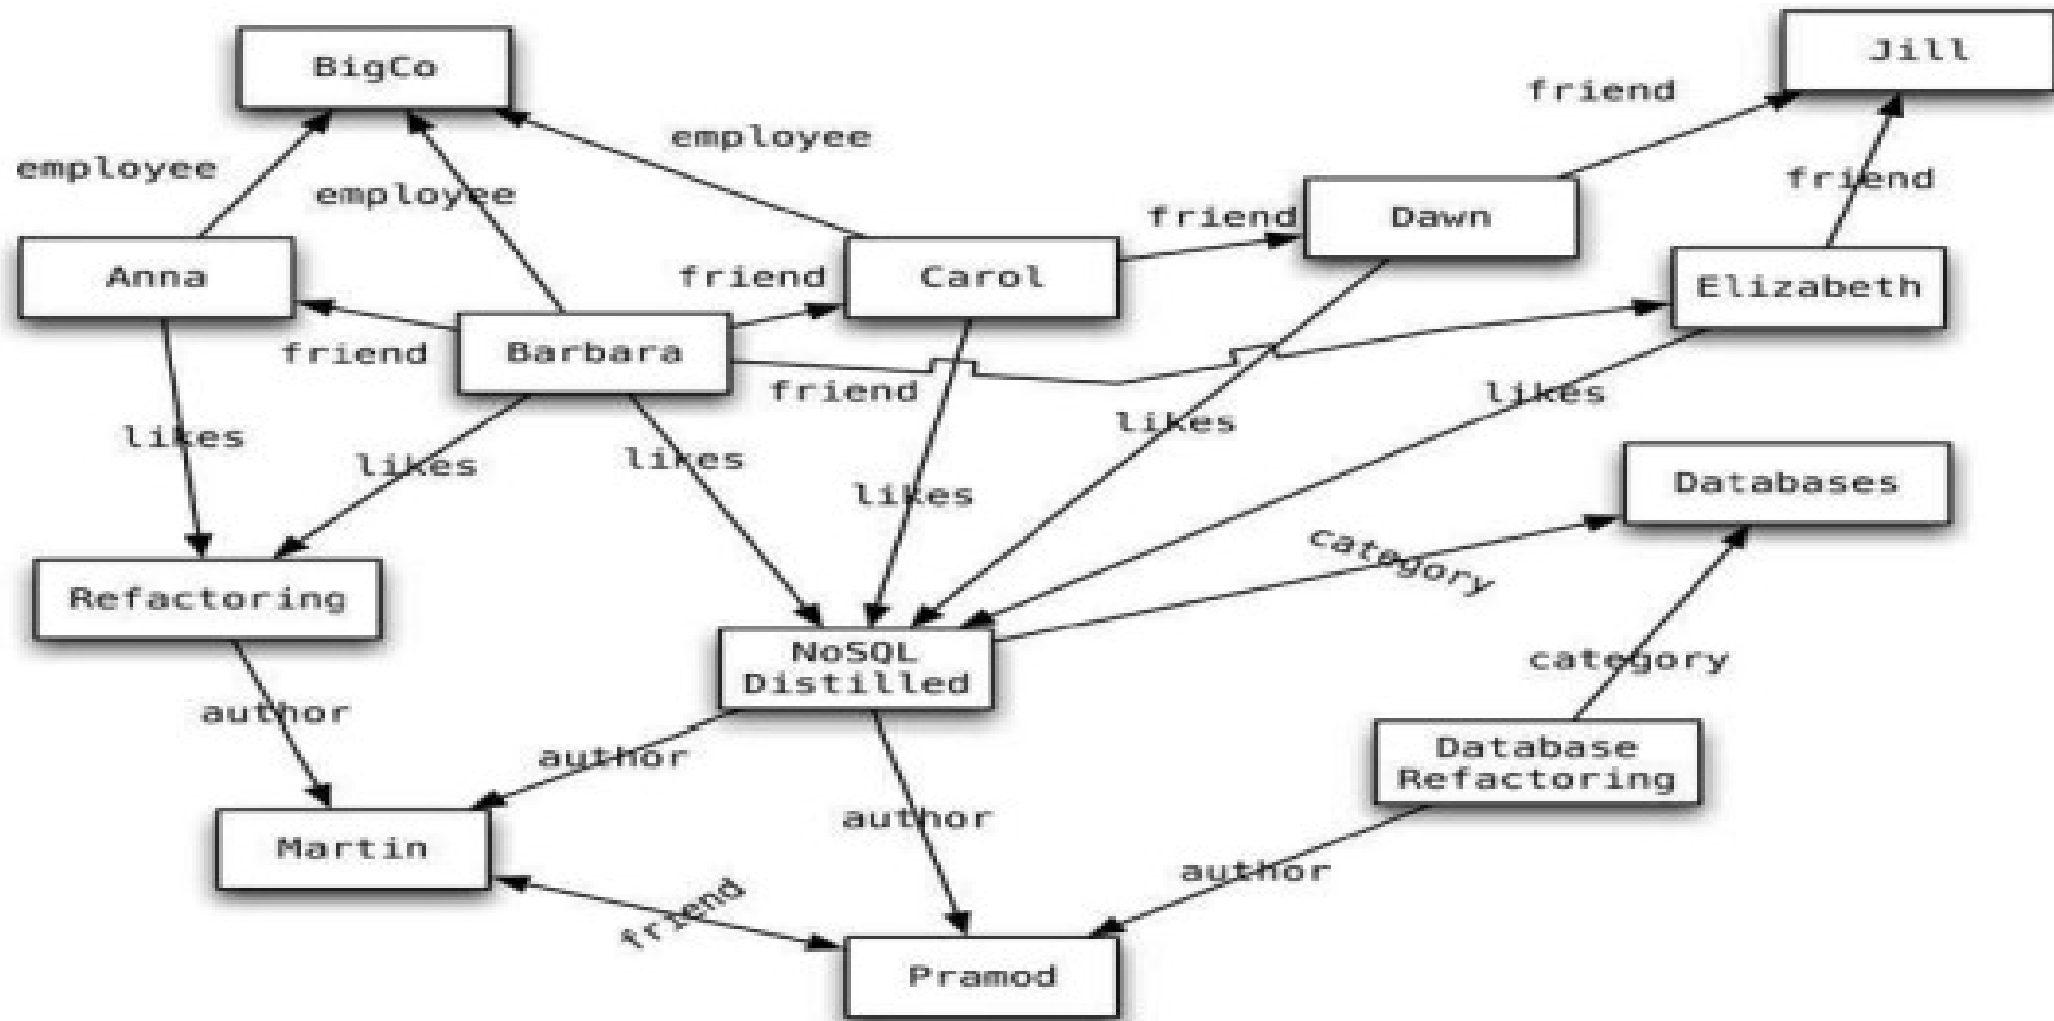 BigCo
Jill
friend
employee
employee
friend
employee
Dawn
friend
Anna
friend
Carol
Elizabeth
friend
Barbara
friend
likes
likes
likes
likes
likes
likes
Databases
category
Refactoring
NoSQL
Distilled
category
author
author
Database
Refactoring
author
Martin
author
friend
Pramod